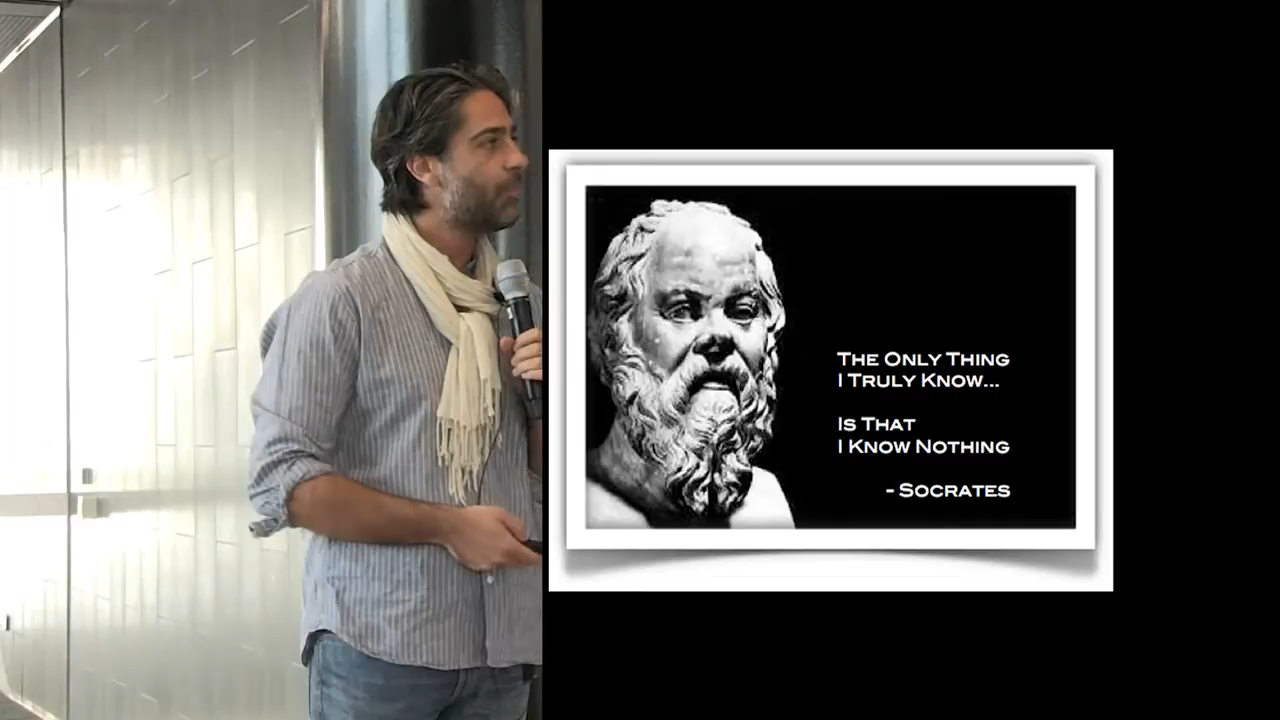 The Only Thing
I Truly Know...
Is That
I Know Nothing
- Socrates